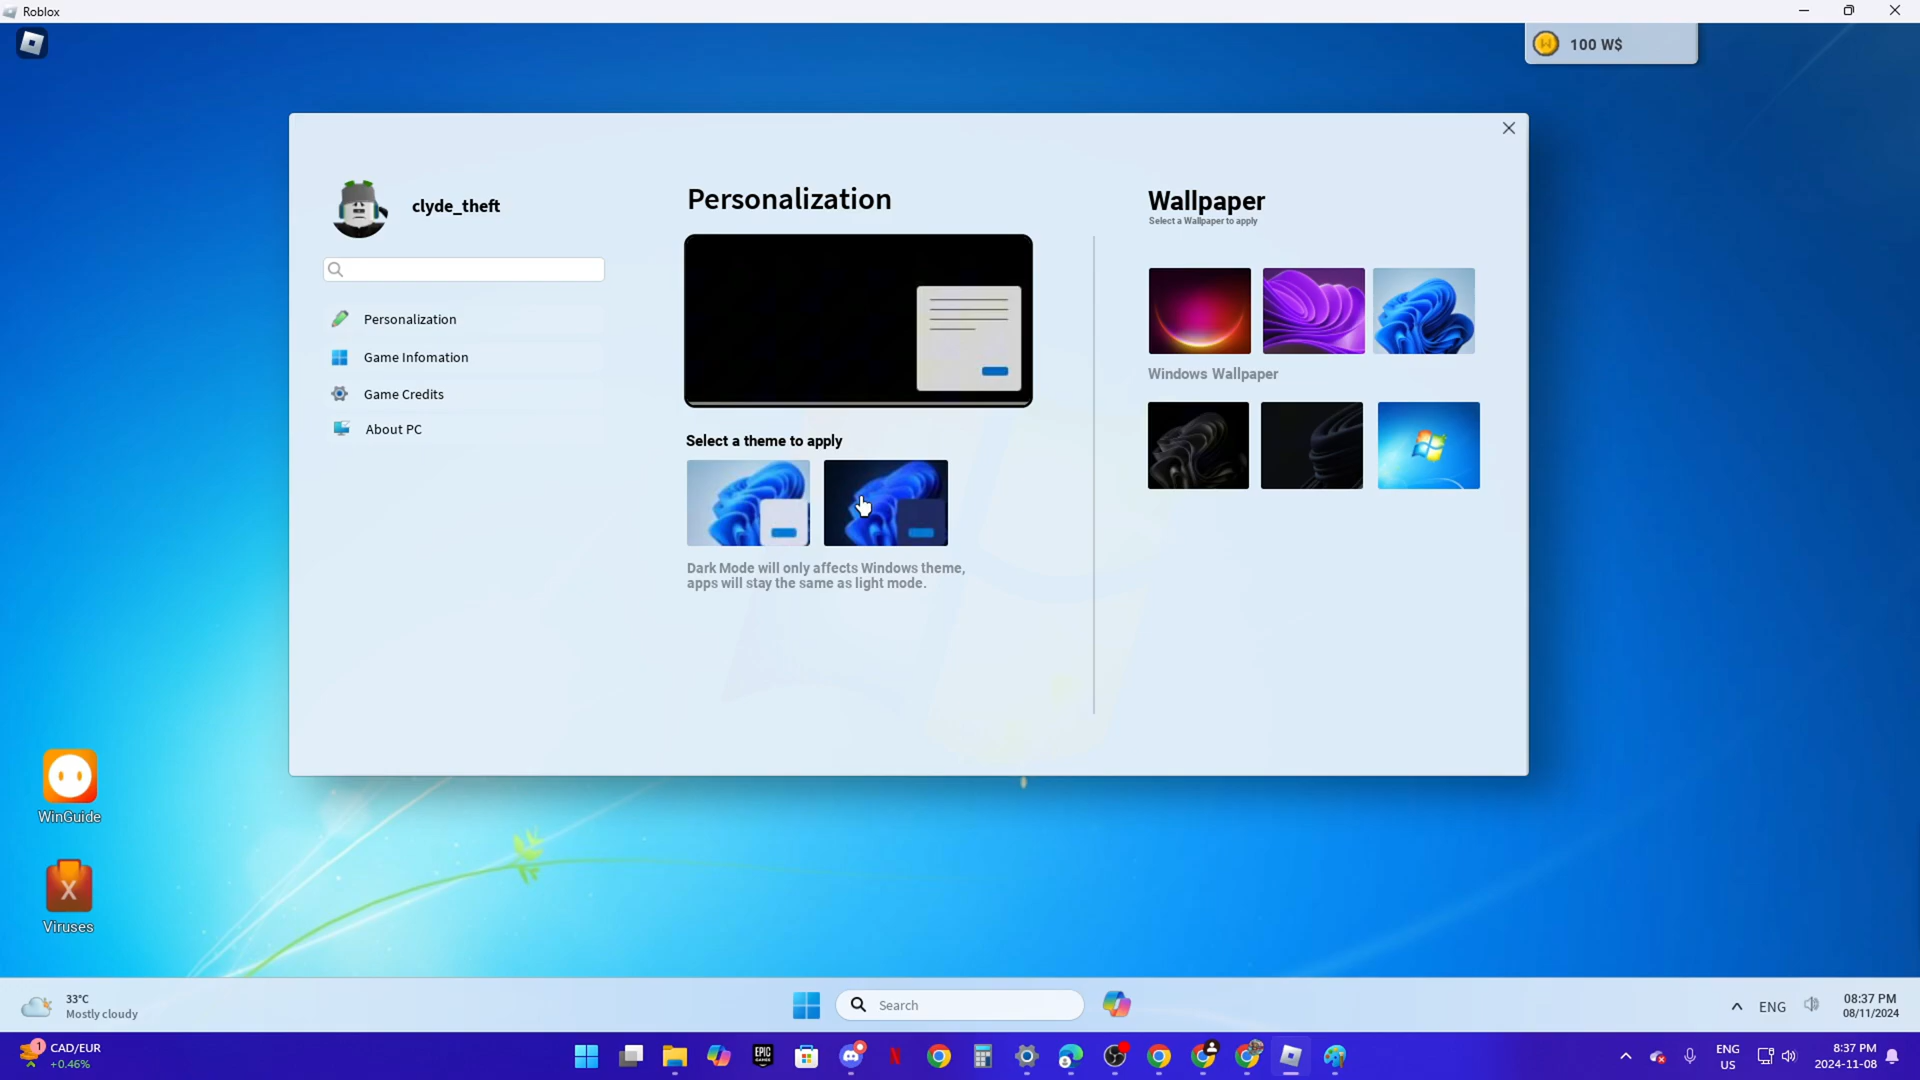 Roblox
100 W$
clyde_theft
Personalization
Game Infomation
Game Credits
About PC
Personalization
Select a theme to apply
Dark Mode will only affects Windows theme,
apps will stay the same as light mode.
Wallpaper
Select a Wallpaper to apply
Windows Wallpaper
WinGuide
X
Viruses
33°C
Mostly cloudy
Search
ENG
08:37 PM
08/11/2024
1
CAD/EUR
+0.46%
EPIC
GAMES
N
ENG
US
8:37 PM
2024-11-08